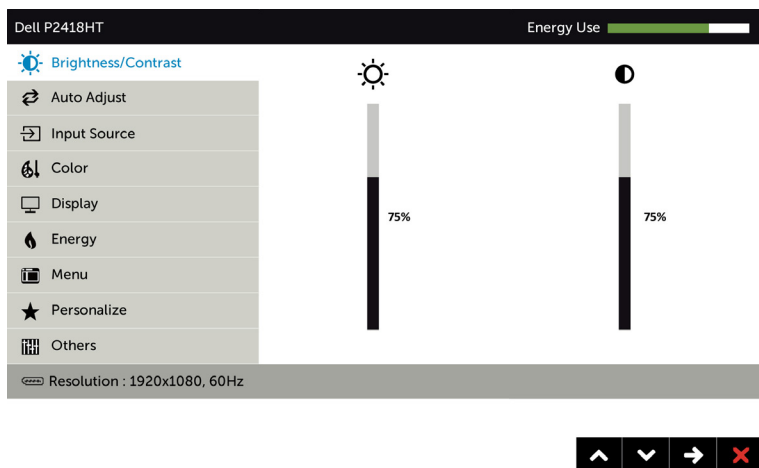 Dell P2418HT
Energy Use
Brightness/Contrast
Auto Adjust
Input Source
Color
Display
Energy
Menu
Personalize
Others
75%
75%
Resolution : 1920x1080, 60Hz